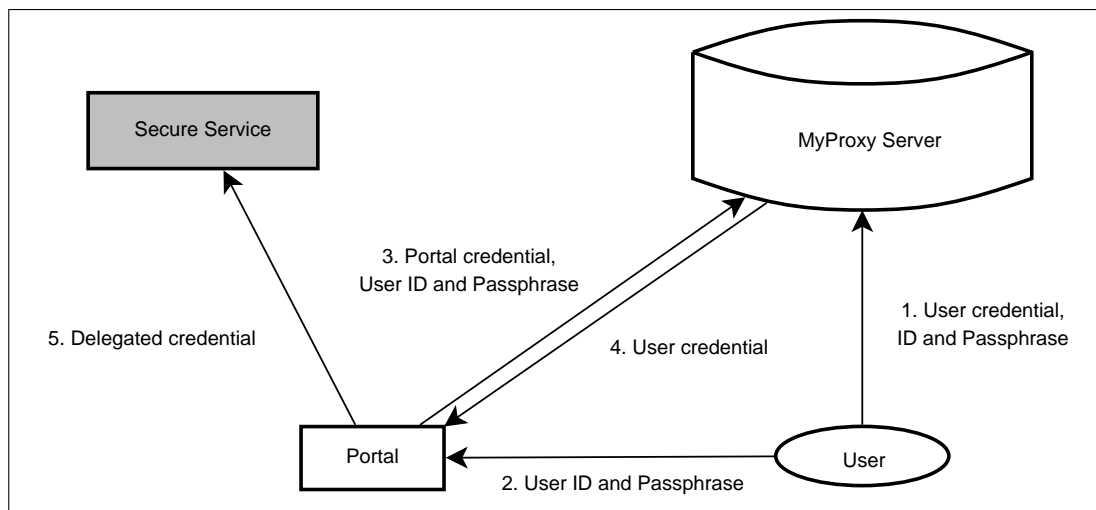 Secure Service
MyProxy Server
3. Portal credential,
User ID and Passphrase
1. User credential,
ID and Passphrase
5. Delegated credential
4. User credential
Portal
User
2. User ID and Passphrase